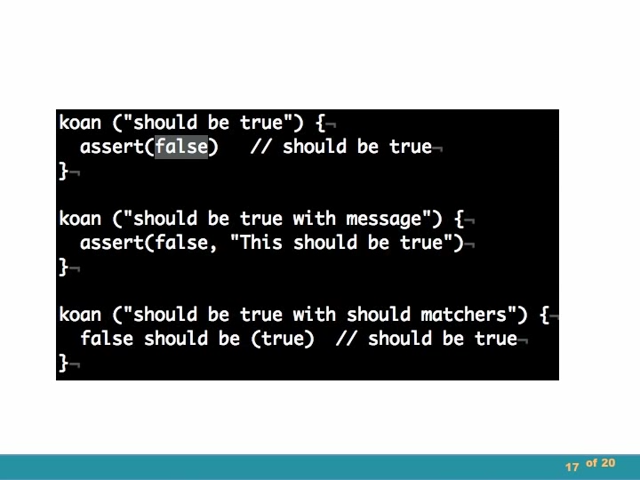 koan ("should be true") {¬
assert(false)   // should be true¬
}¬
koan ("should be true with message") {¬
assert(false, "This should be true")¬
}¬
koan ("should be true with should matchers") {¬
false should be (true)  // should be true¬
}¬
17 of 20